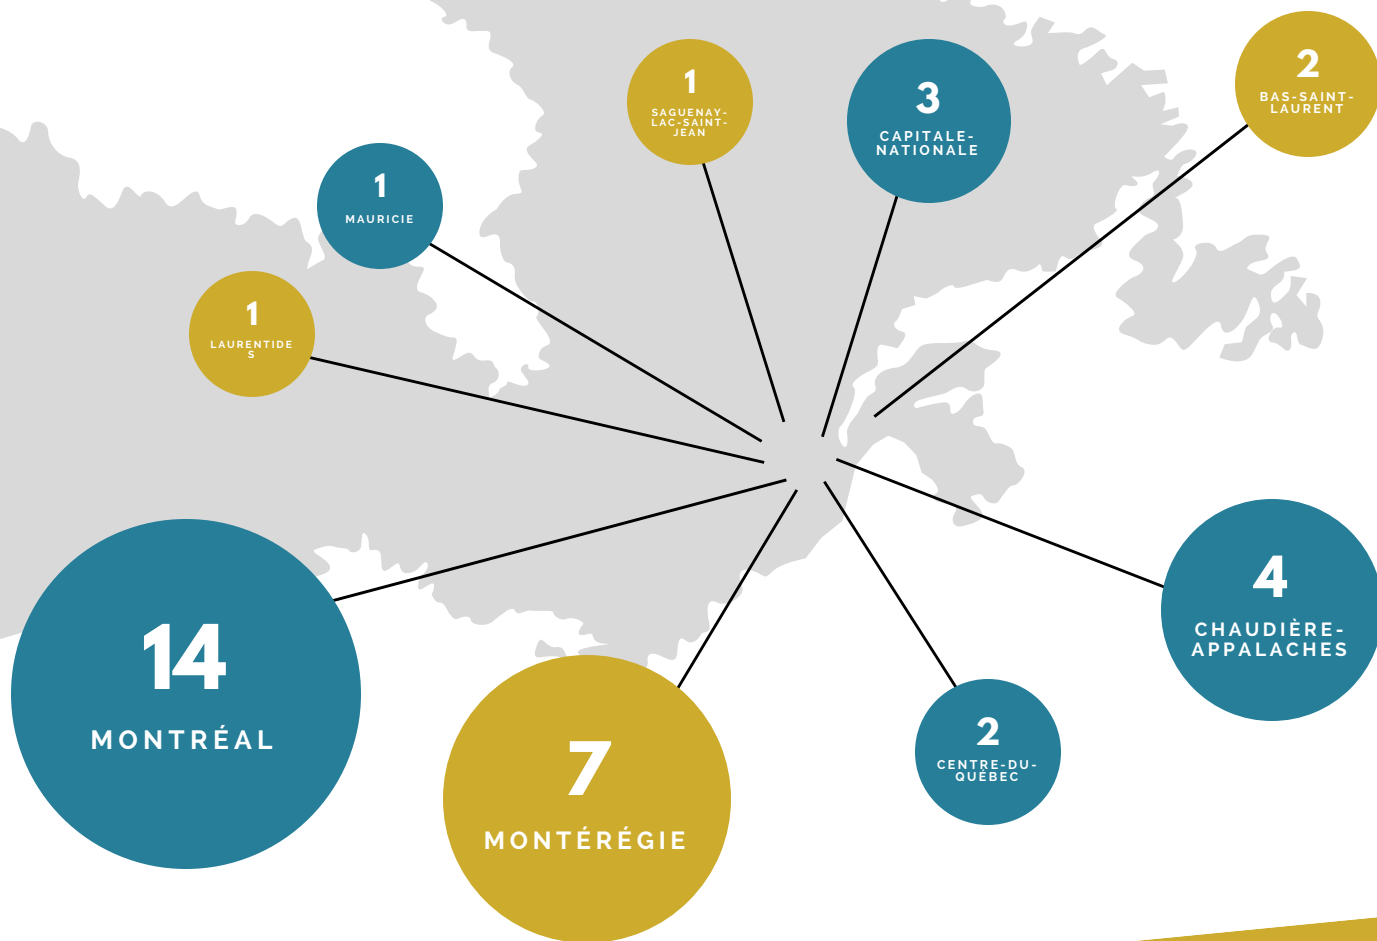 1
SAGUENAY-
LAC-SAINT-
JEAN
3
CAPITALE-
NATIONALE
2
BAS-SAINT-
LAURENT
1
MAURICIE
1
LAURENTIDE
S
14
MONTRÉAL
7
MONTÉRÉGIE
2
CENTRE-DU-
QUÉBEC
4
CHAUDIÈRE-
APPALACHES